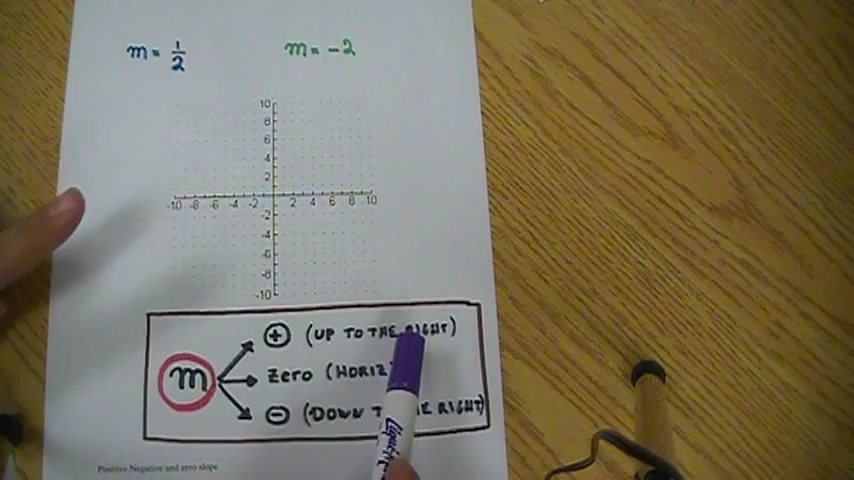 m = 1/2
m = -2
10
8
6
4
2
-10 -8 -6 -4 -2 2 4 6 8 10
-2
-4
-6
-8
-10
+ (UP TO THE RIGHT)
m
Zero (HORIZ
- (DOWN T E RIGHT)
Positive Negative and zero slope